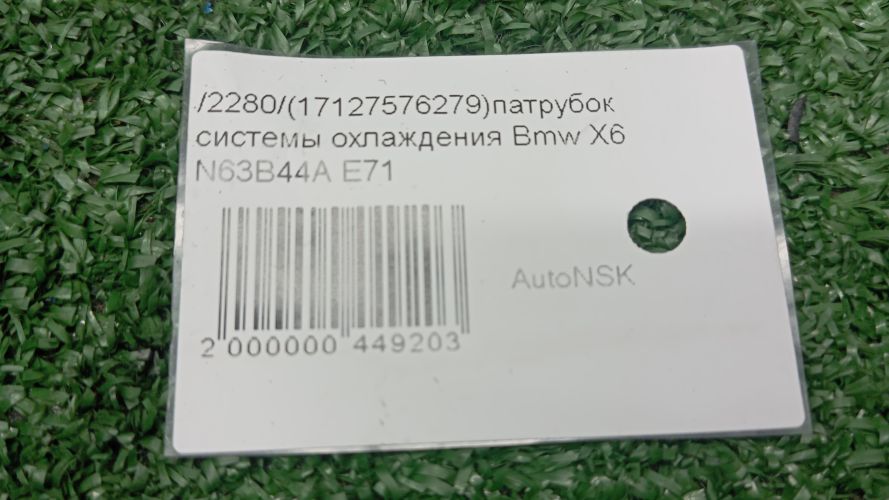 /2280/(17127576279)патрубок
системы охлаждения Bmw X6
N63B44A E71
AutoNSK
2 000000 449203